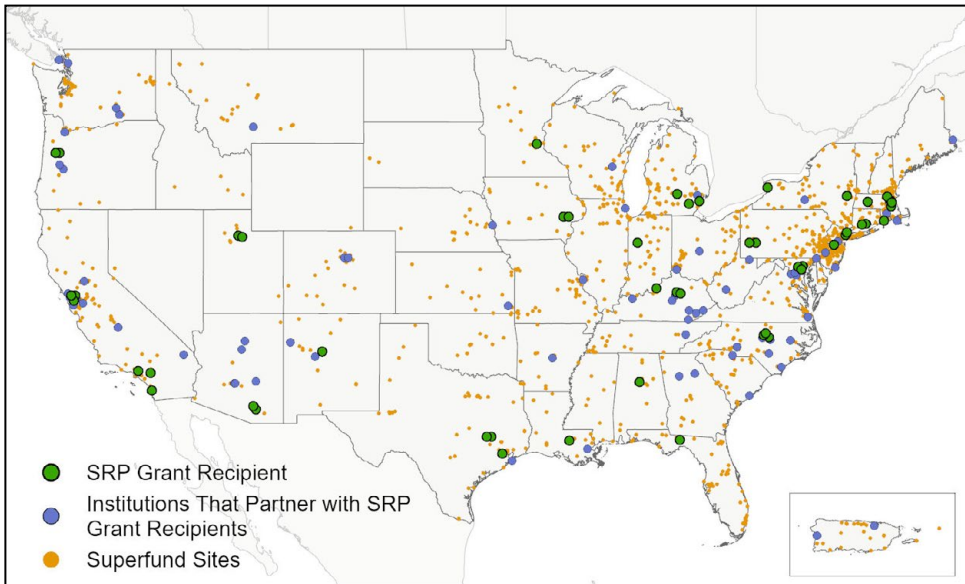 SRP Grant Recipient
Institutions That Partner with SRP
Grant Recipients
Superfund Sites